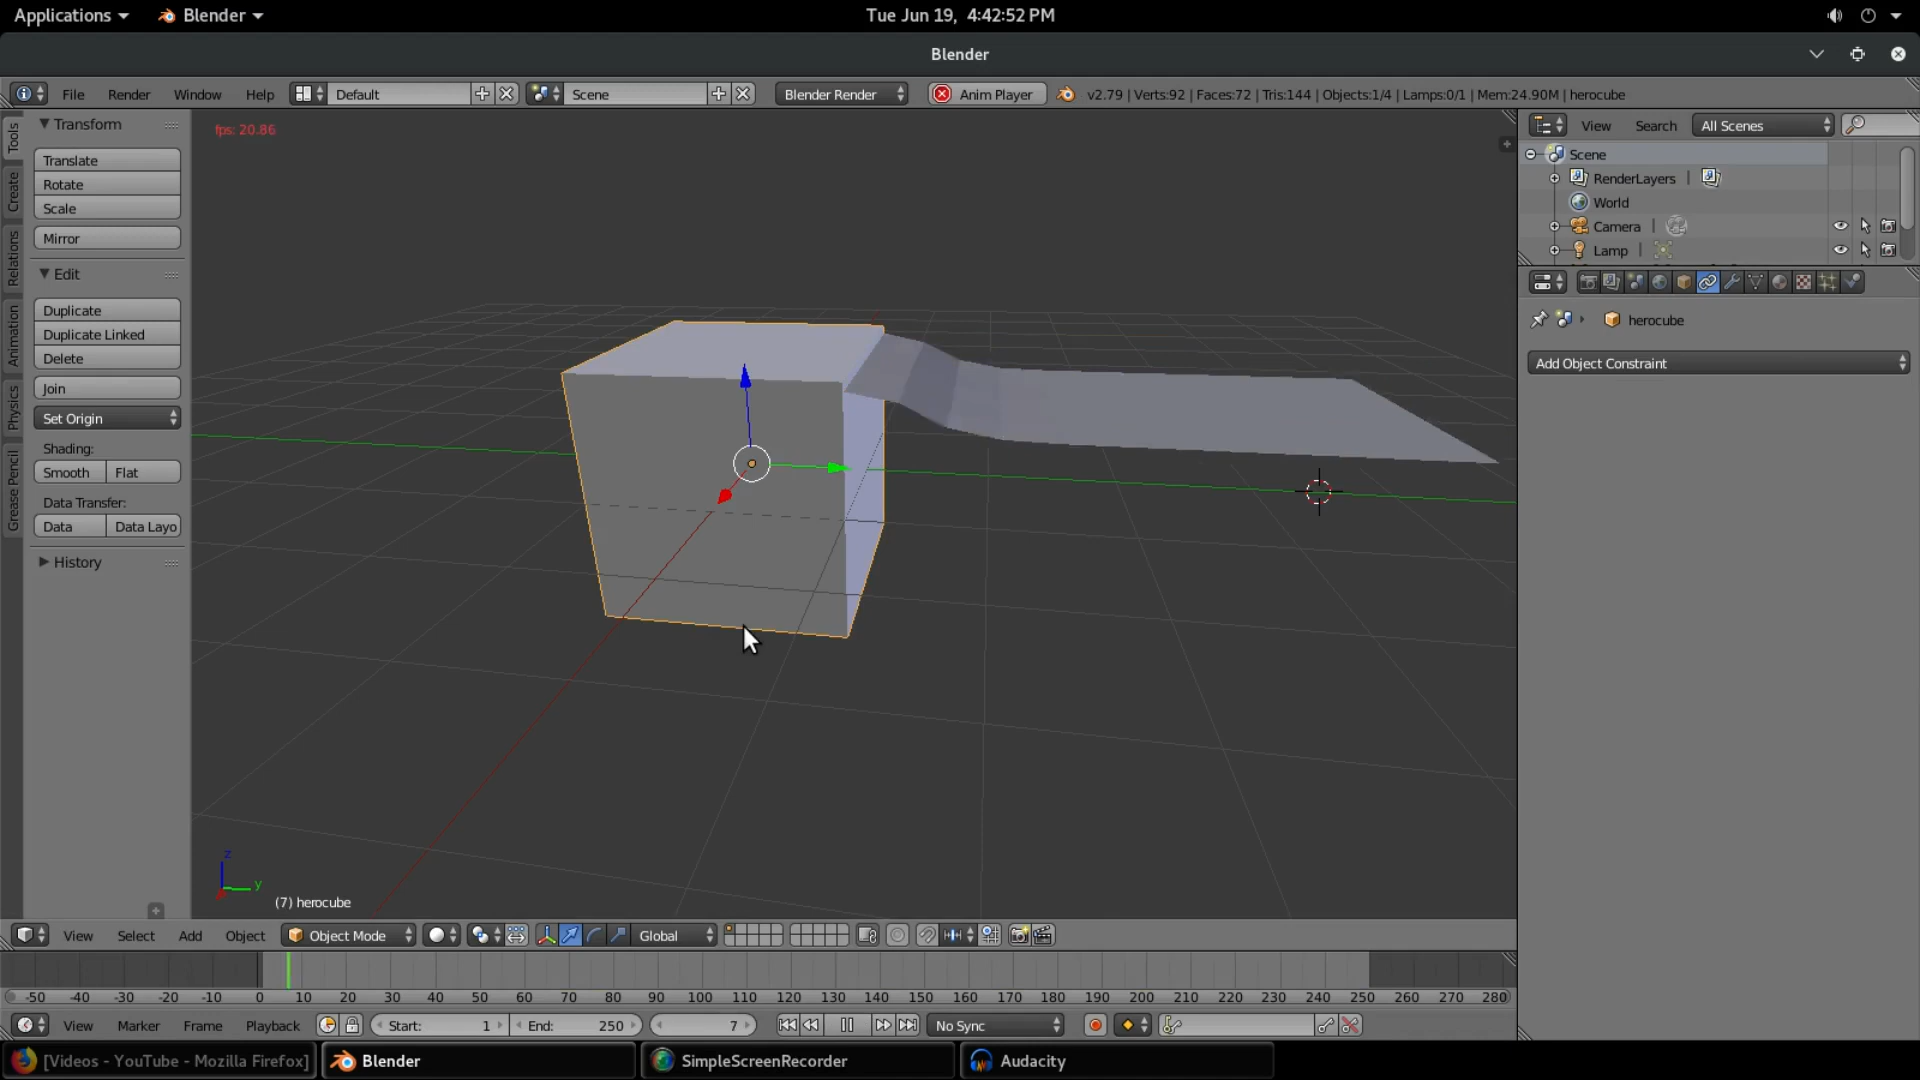 Applications Blender Tue Jun 19, 4:42:52 PM
Blender
File Render Window Help Default Scene Blender Render Anim Player v2.79 | Verts:92 | Faces:72 | Tris:144 | Objects:1/4 | Lamps:0/1 | Mem:24.90M | herocube
Tools
Create
Relations
Animation
Physics
Grease Pencil
Transform
Translate
Rotate
Scale
Mirror
Edit
Duplicate
Duplicate Linked
Delete
Join
Set Origin
Shading:
Smooth Flat
Data Transfer:
Data Data Layo
History
fps: 20.86
z
y
(7) herocube
View Search All Scenes
Scene
RenderLayers |
World
Camera |
Lamp |
herocube
Add Object Constraint
View Select Add Object Object Mode Global
-50 -40 -30 -20 -10 0 10 20 30 40 50 60 70 80 90 100 110 120 130 140 150 160 170 180 190 200 210 220 230 240 250 260 270 280
View Marker Frame Playback Start: 1 End: 250 7 No Sync
[Videos - YouTube - Mozilla Firefox] Blender SimpleScreenRecorder Audacity